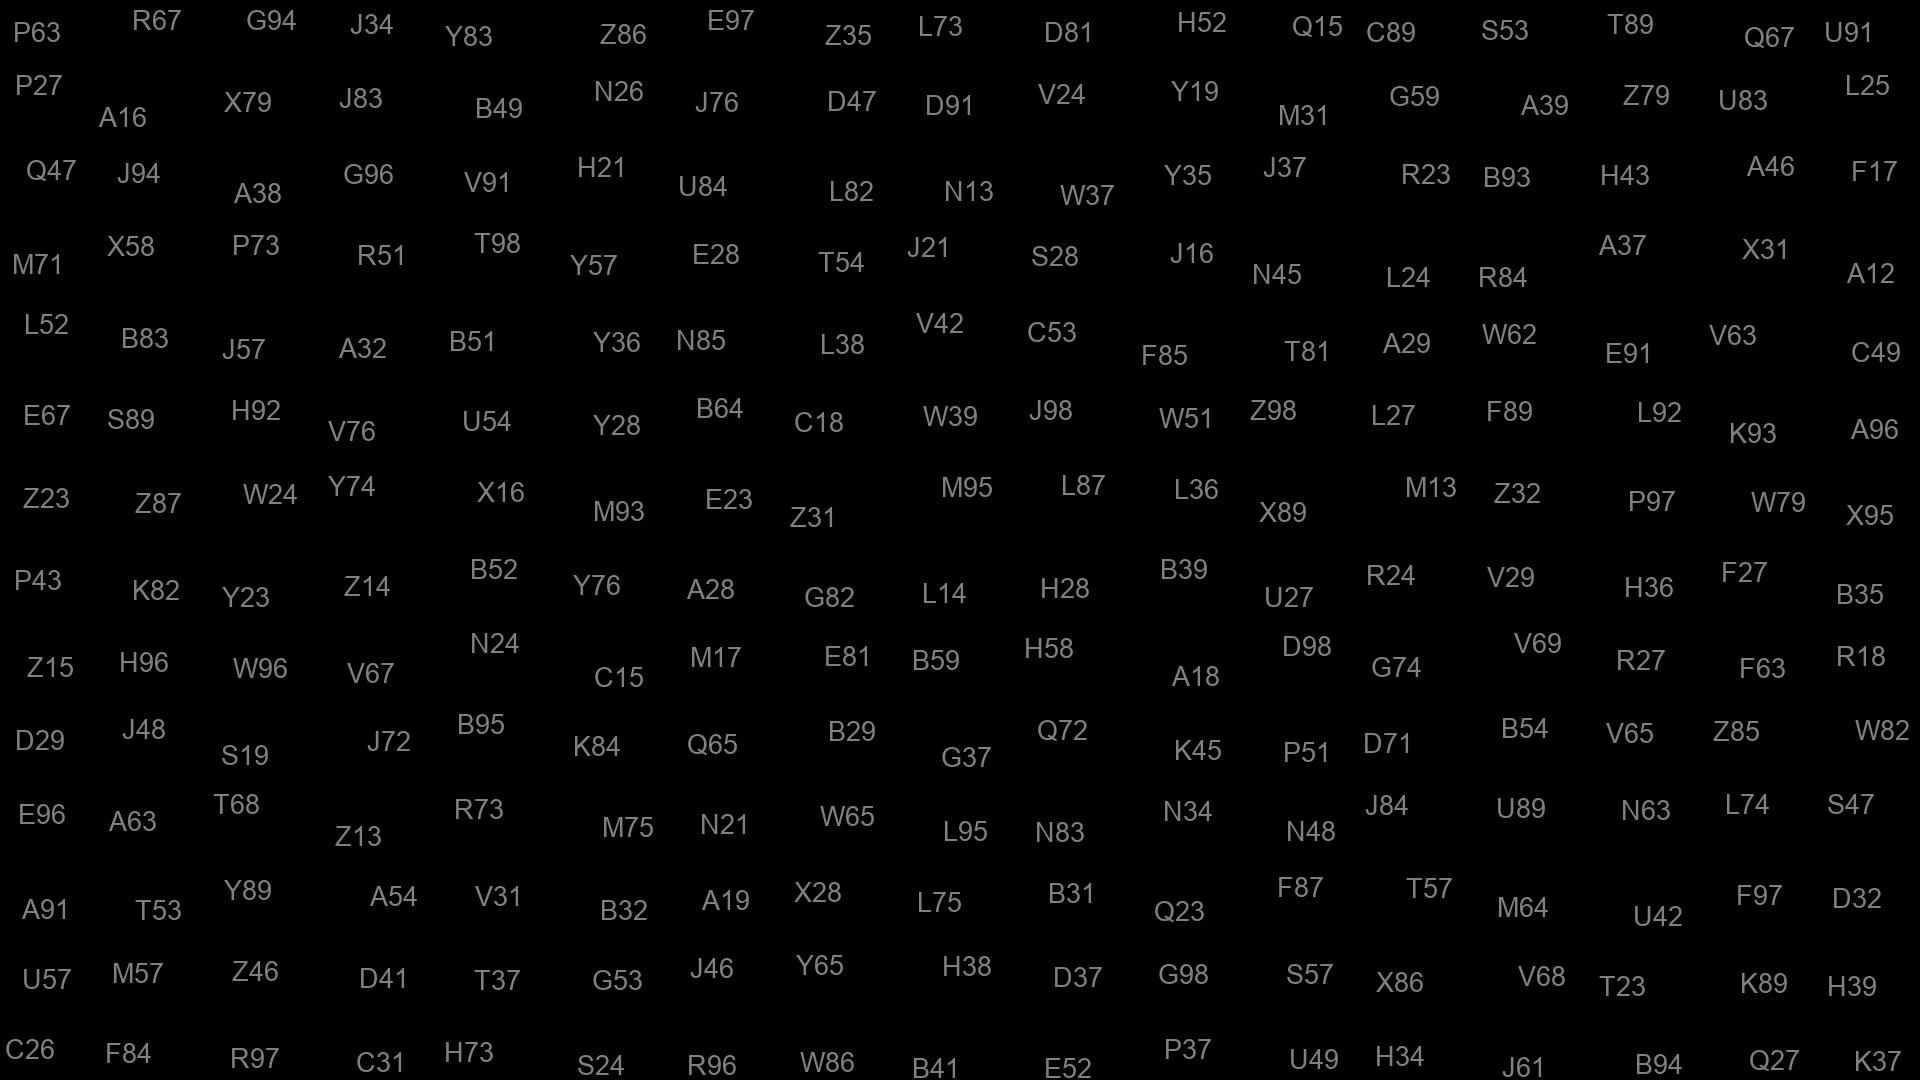 P63 R67 G94 J34 Y83 Z86 E97 Z35 L73 D81 H52 Q15 C89 S53 T89 Q67 U91
P27 A16 X79 J83 B49 N26 J76 D47 D91 V24 Y19 M31 G59 A39 Z79 U83 L25
Q47 J94 A38 G96 V91 H21 U84 L82 N13 W37 Y35 J37 R23 B93 H43 A46 F17
M71 X58 P73 R51 T98 Y57 E28 T54 J21 S28 J16 N45 L24 R84 A37 X31 A12
L52 B83 J57 A32 B51 Y36 N85 L38 V42 C53 F85 T81 A29 W62 E91 V63 C49
E67 S89 H92 V76 U54 Y28 B64 C18 W39 J98 W51 Z98 L27 F89 L92 K93 A96
Z23 Z87 W24 Y74 X16 M93 E23 Z31 M95 L87 L36 X89 M13 Z32 P97 W79 X95
P43 K82 Y23 Z14 B52 Y76 A28 G82 L14 H28 B39 U27 R24 V29 H36 F27 B35
Z15 H96 W96 V67 N24 C15 M17 E81 B59 H58 A18 D98 G74 V69 R27 F63 R18
D29 J48 S19 J72 B95 K84 Q65 B29 G37 Q72 K45 P51 D71 B54 V65 Z85 W82
E96 A63 T68 Z13 R73 M75 N21 W65 L95 N83 N34 N48 J84 U89 N63 L74 S47
A91 T53 Y89 A54 V31 B32 A19 X28 L75 B31 Q23 F87 T57 M64 U42 F97 D32
U57 M57 Z46 D41 T37 G53 J46 Y65 H38 D37 G98 S57 X86 V68 T23 K89 H39
C26 F84 R97 C31 H73 S24 R96 W86 B41 E52 P37 U49 H34 J61 B94 Q27 K37